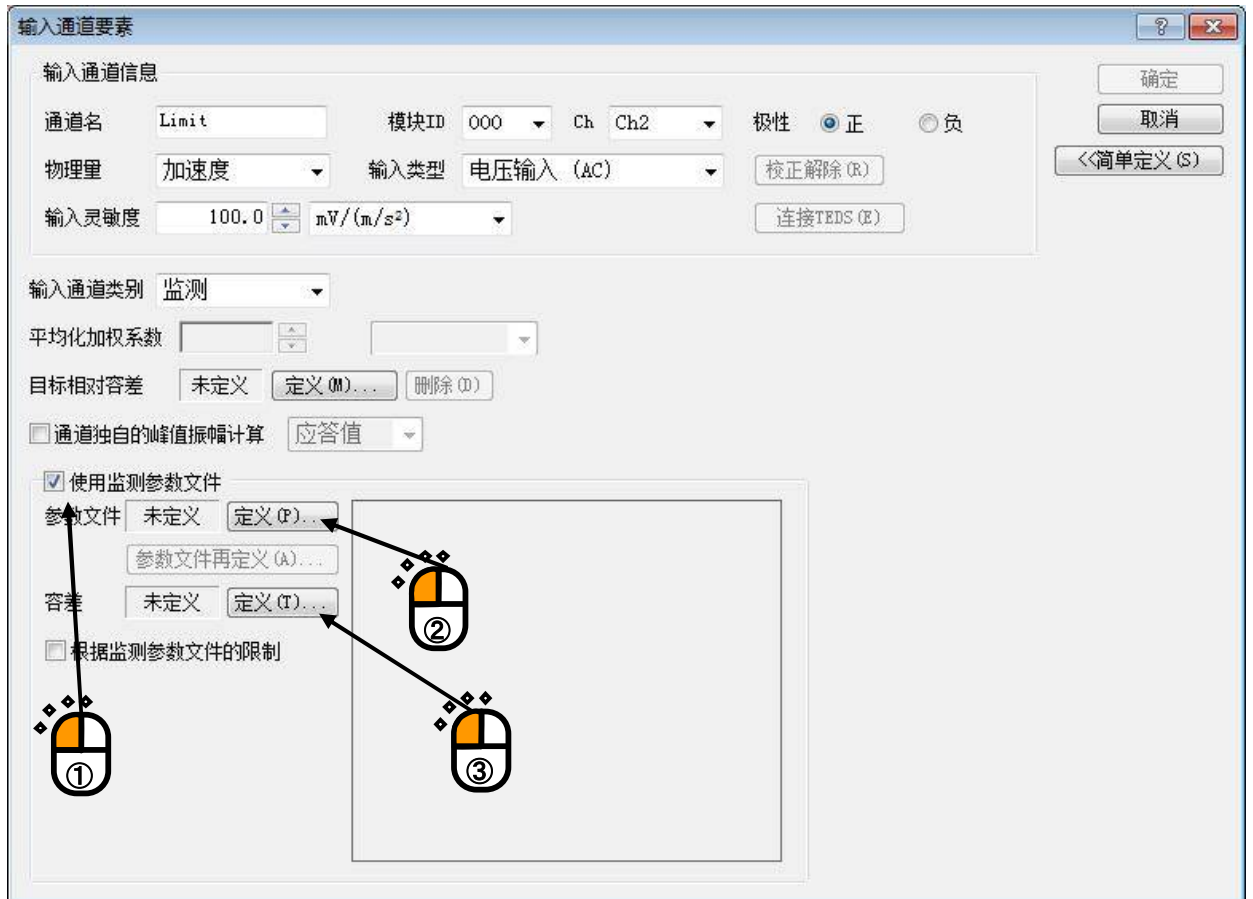 输入通道要素
输入通道信息
确定
通道名 Limit 模块ID 000 Ch Ch2 极性 正 负
取消
物理量 加速度 输入类型 电压输入 (AC) 校正解除(R)
<<简单定义(S)
输入灵敏度 100.0 mV/(m/s²) 连接TEDS(E)
输入通道类别 监测
平均化加权系数
目标相对容差 未定义 定义(M)... 删除(D)
通道独自的峰值振幅计算 应答值
使用监测参数文件
参数文件 未定义 定义(P)...
参数文件再定义(A)...
容差 未定义 定义(T)...
②
根据监测参数文件的限制
① ③